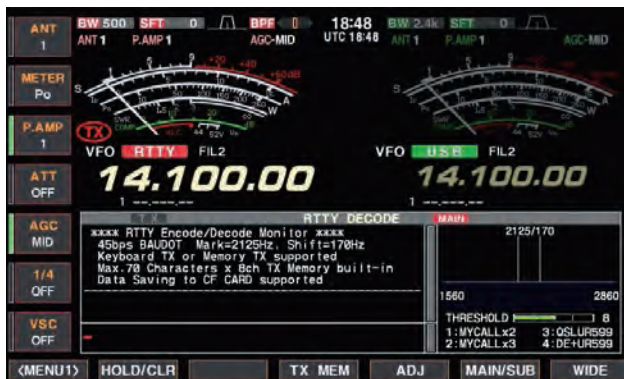 ANT 1
BW 500 SFT 0 BPF 0 18:48 BW 2.4k SFT 0
ANT 1 P.AMP 1 AGC-MID UTC 18:48 ANT 1 P.AMP 1 AGC-MID
METER Po
P.AMP 1
TX
VFO RTTY FIL2 VFO USB FIL2
14.100.00 14.100.00
1 --.---.-- 1 --.---.--
ATT OFF
AGC MID
1/4 OFF
VSC OFF
TX RTTY DECODE MAIN
**** RTTY Encode/Decode Monitor ****
45bps BAUDOT Mark=2125Hz. Shift=170Hz
Keyboard TX or Memory TX supported
Max.70 Characters x 8ch TX Memory built-in
Data Saving to CF CARD supported
2125/170
1560 2860
THRESHOLD 8
1:MYCALLx2 3:QSLUR599
2:MYCALLx3 4:DE+UR599
<MENU1> HOLD/CLR TX MEM ADJ MAIN/SUB WIDE